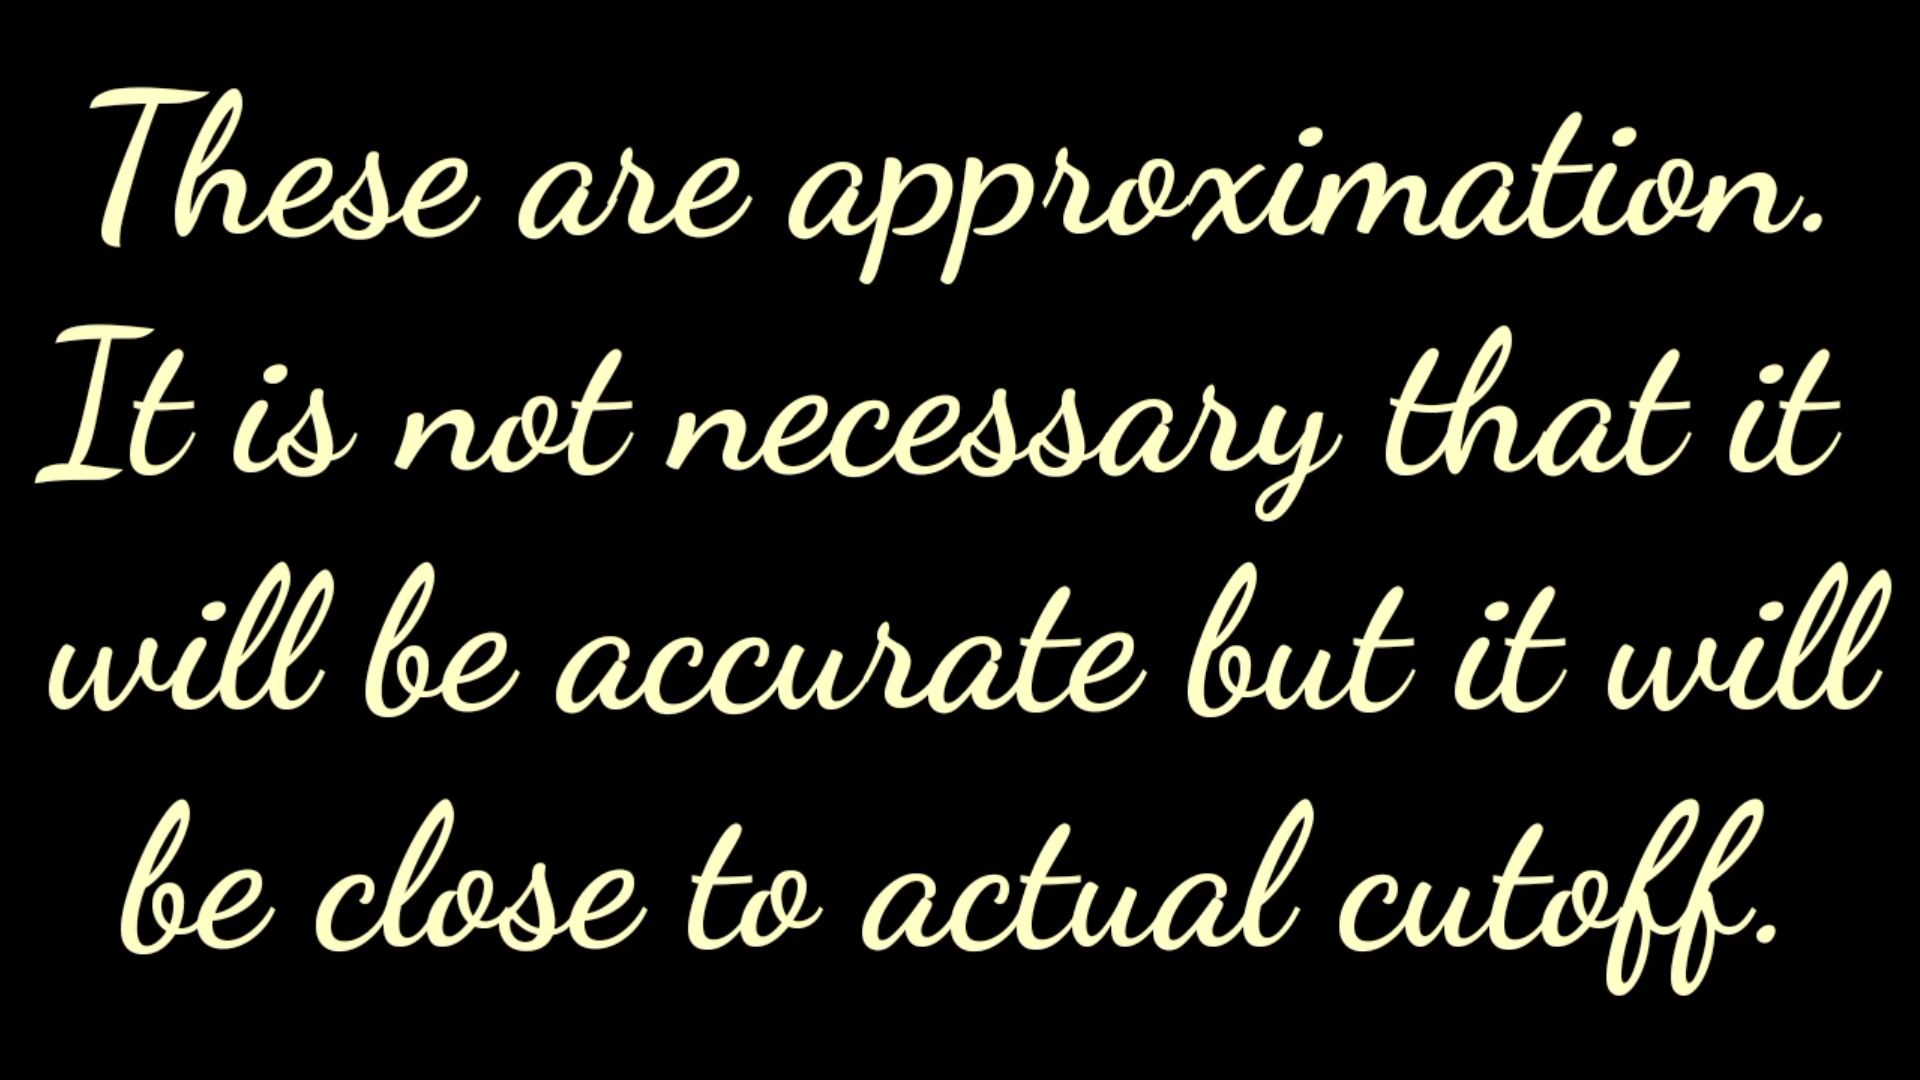 These are approximation.
It is not necessary that it
will be accurate but it will
be close to actual cutoff.